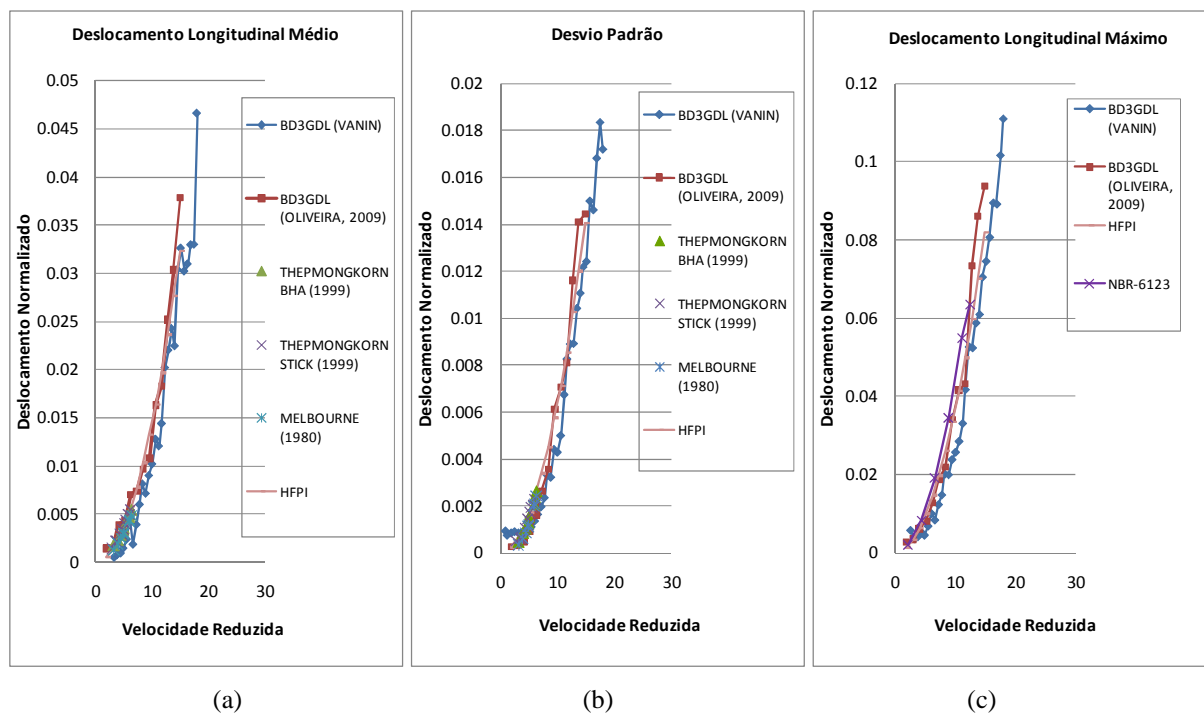 Deslocamento Longitudinal Médio
0.05
0.045
0.04
0.035
0.03
0.025
0.02
0.015
0.01
0.005
0
0 10 20 30
Deslocamento Normalizado
Velocidade Reduzida
BD3GDL (VANIN)
BD3GDL
(OLIVEIRA, 2009)
THEPMONGKORN
BHA (1999)
THEPMONGKORN
STICK (1999)
MELBOURNE
(1980)
HFPI
(a)
Desvio Padrão
0.02
0.018
0.016
0.014
0.012
0.01
0.008
0.006
0.004
0.002
0
0 10 20 30
Deslocamento Normalizado
Velocidade Reduzida
BD3GDL (VANIN)
BD3GDL
(OLIVEIRA, 2009)
THEPMONGKORN
BHA (1999)
THEPMONGKORN
STICK (1999)
MELBOURNE
(1980)
HFPI
(b)
Deslocamento Longitudinal Máximo
0.12
0.1
0.08
0.06
0.04
0.02
0
0 10 20 30
Deslocamento Normalizado
Velocidade Reduzida
BD3GDL
(VANIN)
BD3GDL
(OLIVEIRA,
2009)
HFPI
NBR-6123
(c)